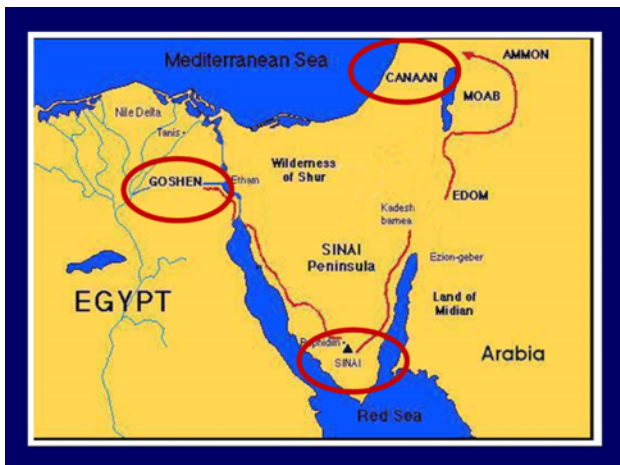 Mediterranean Sea
AMMON
CANAAN
MOAB
Nile Delta
Tanis
Wilderness
of Shur
GOSHEN
Etham
EDOM
Kadesh
barnea
SINAI
Peninsula
Ezion-geber
EGYPT
Land of
Midian
Rephidim
SINAI
Arabia
Red Sea